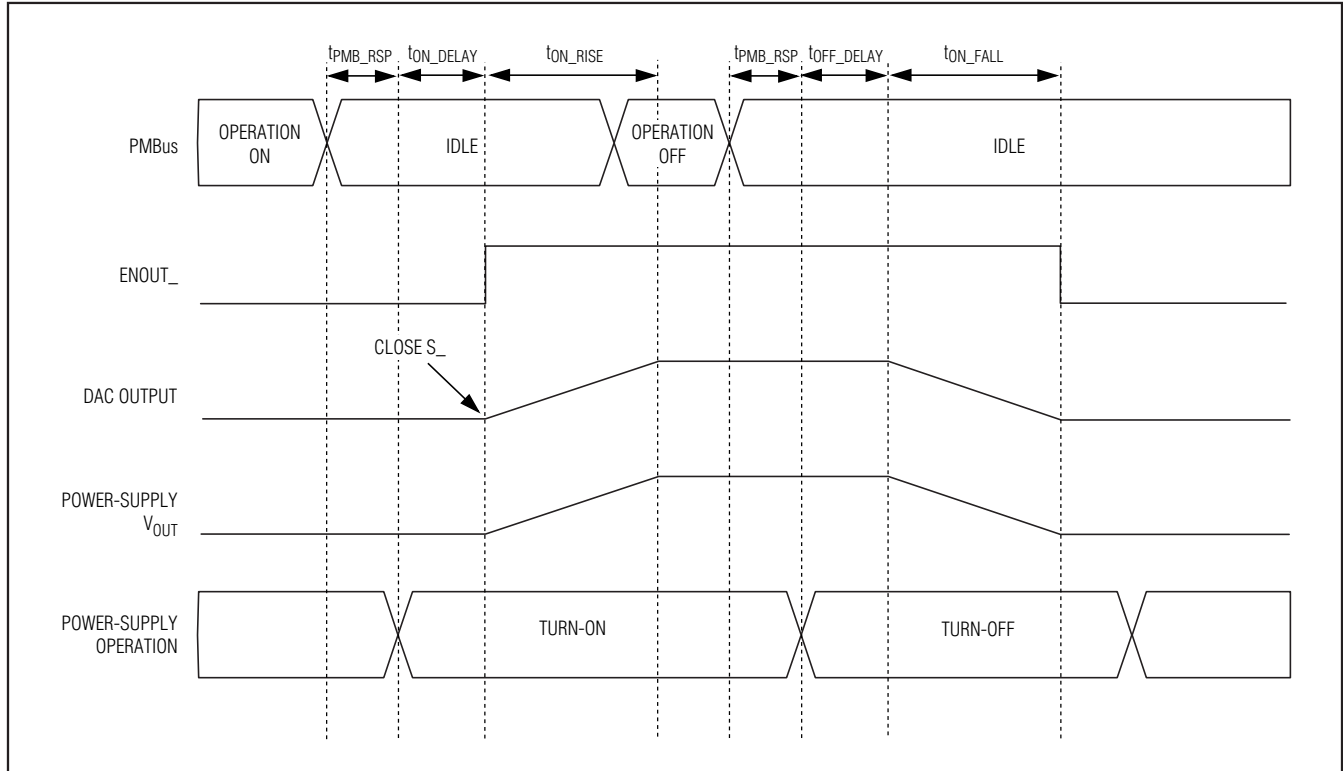 tPMB_RSP tON_DELAY tON_RISE tPMB_RSP tOFF_DELAY tON_FALL
PMBus
OPERATION
ON
IDLE
OPERATION
OFF
IDLE
ENOUT_
CLOSE S_
DAC OUTPUT
POWER-SUPPLY
VOUT
POWER-SUPPLY
OPERATION
TURN-ON
TURN-OFF